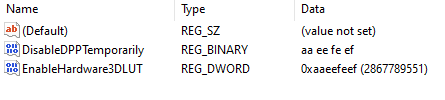 Name Type Data
(Default) REG_SZ (value not set)
DisableDPPTemporarily REG_BINARY aa ee fe ef
EnableHardware3DLUT REG_DWORD 0xaaeefeef (2867789551)